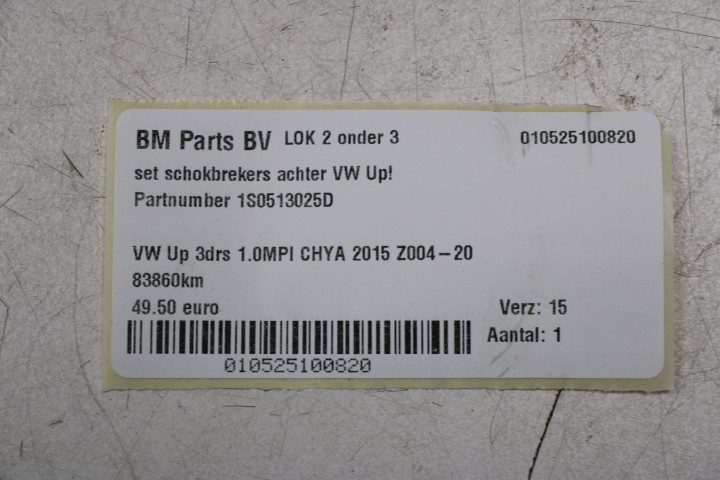 BM Parts BV LOK 2 onder 3 010525100820
set schokbrekers achter VW Up!
Partnumber 1S0513025D
VW Up 3drs 1.0MPI CHYA 2015 Z004-20
83860km
49.50 euro Verz: 15
Aantal: 1
010525100820